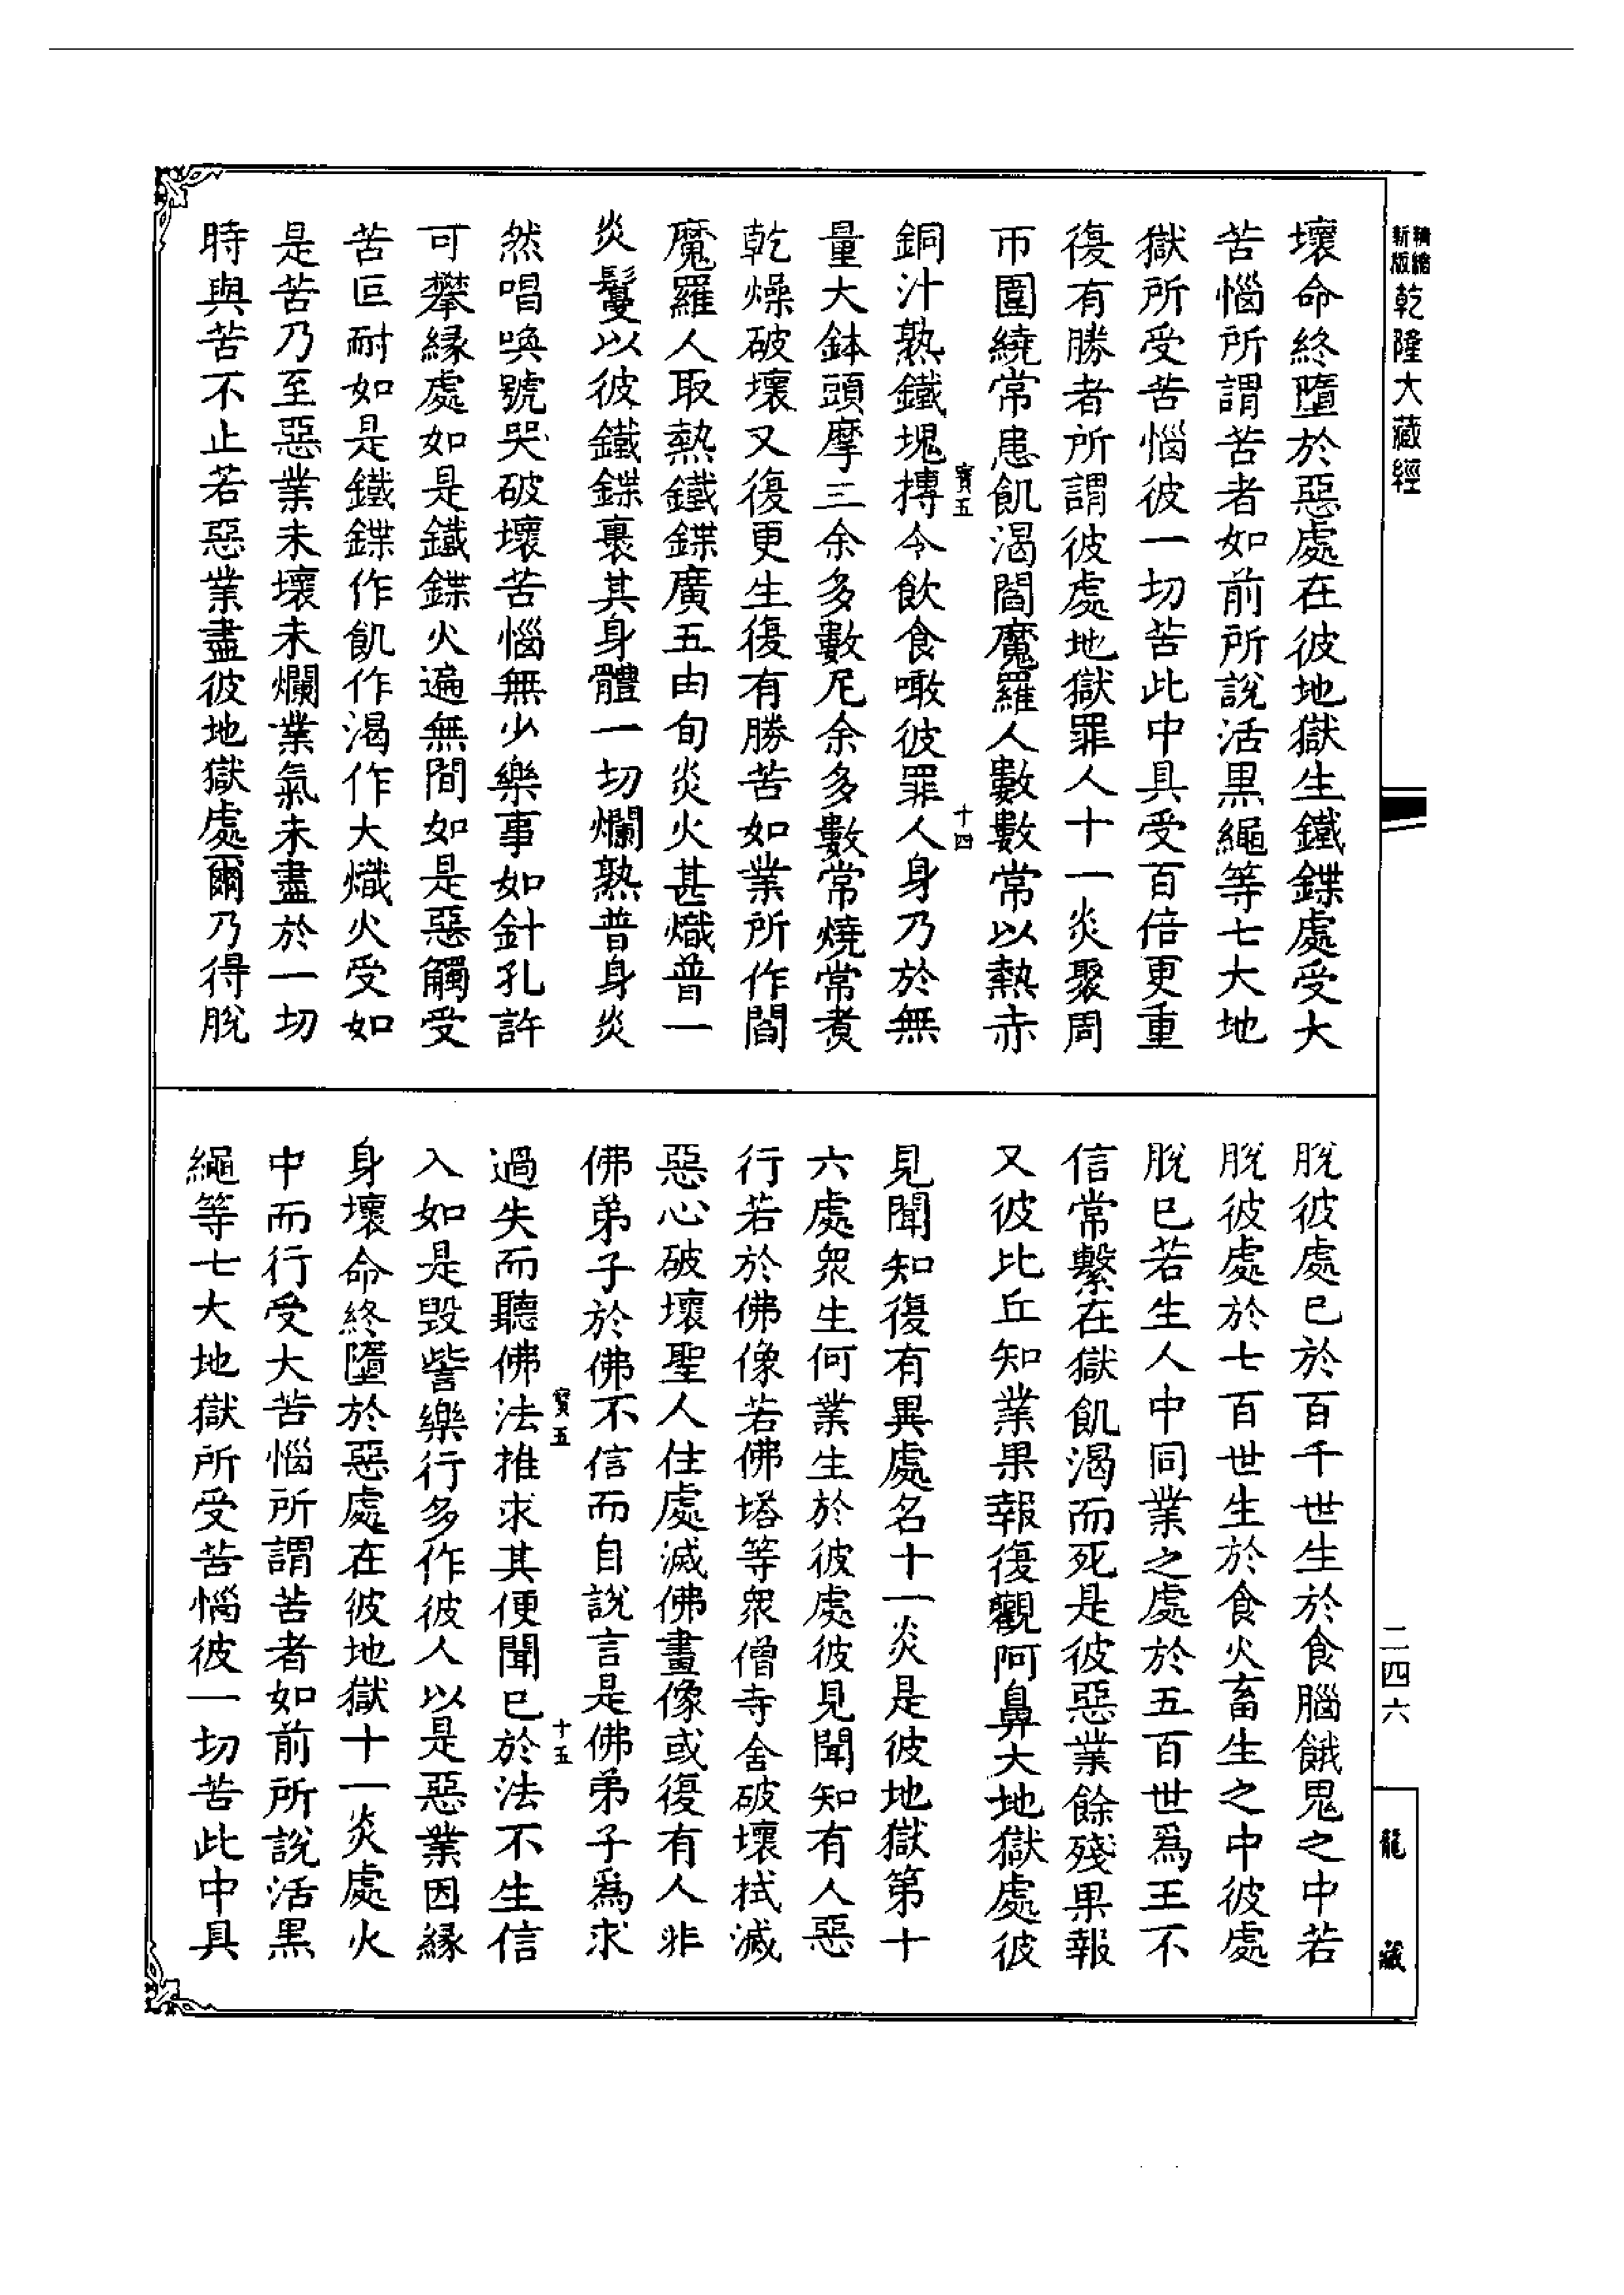 精繪新版 乾隆大藏經
壞命終墮於惡處在彼地獄生鐵鍱處受大
苦惱所謂苦者如前所說活黑繩等七大地
獄所受苦惱彼一切苦此中具受百倍更重
復有勝者所謂彼處地獄罪人十一炎聚周
帀圍繞常患飢渴閻魔羅人數數常以熱赤
寶五 十四
銅汁熟鐵塊摶令飲食噉彼罪人身乃於無
量大鉢頭摩三余多數尼余多數常燒常煑
乾燥破壞又復更生復有勝苦如業所作閻
魔羅人取熱鐵鍱廣五由旬炎火甚熾普一
炎鬘以彼鐵鍱裹其身體一切爛熟普身炎
然唱喚號哭破壞苦惱無少樂事如針孔許
可攀緣處如是鐵鍱火遍無間如是惡觸受
苦叵耐如是鐵鍱作飢作渴作大熾火受如
是苦乃至惡業未壞未爛業氣未盡於一切
時與苦不止若惡業盡彼地獄處爾乃得脫
脫彼處已於百千世生於食腦餓鬼之中若
脫彼處於七百世生於食火畜生之中彼處
脫已若生人中同業之處於五百世爲王不
信常繫在獄飢渴而死是彼惡業餘殘果報
又彼比丘知業果報復觀阿鼻大地獄處彼
見聞知復有異處名十一炎是彼地獄第十
六處衆生何業生於彼處彼見聞知有人惡
行若於佛像若佛塔等衆僧寺舍破壞拭滅
惡心破壞聖人住處滅佛畫像或復有人非
佛弟子於佛不信而自說言是佛弟子爲求
寶五 十五
過失而聽佛法推求其便聞已於法不生信
入如是毀訾樂行多作彼人以是惡業因緣
身壞命終墮於惡處在彼地獄十一炎處火
中而行受大苦惱所謂苦者如前所說活黑
繩等七大地獄所受苦惱彼一切苦此中具
二四六
龍藏